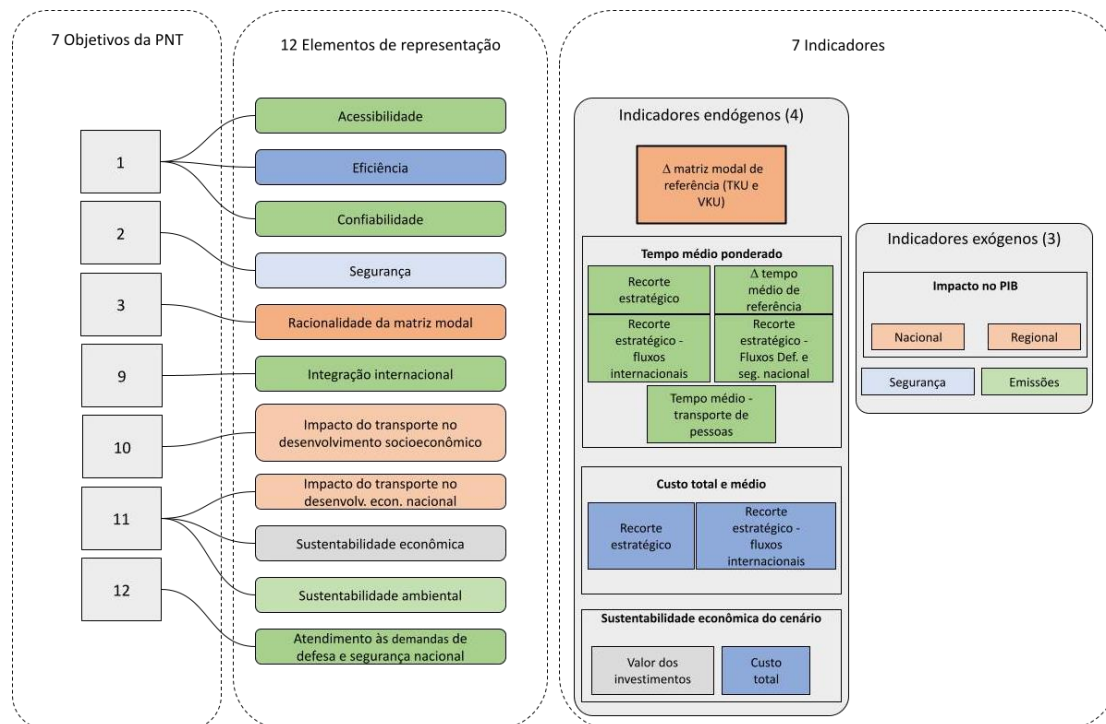 7 Objetivos da PNT
1
2
3
9
10
11
12
12 Elementos de representação
Acessibilidade
Eficiência
Confiabilidade
Segurança
Racionalidade da matriz modal
Integração internacional
Impacto do transporte no
desenvolvimento socioeconômico
Impacto do transporte no
desenvolv. econ. nacional
Sustentabilidade econômica
Sustentabilidade ambiental
Atendimento às demandas de
defesa e segurança nacional
7 Indicadores
Indicadores endógenos (4)
Δ matriz modal de
referência (TKU e
VKU)
Tempo médio ponderado
Recorte
estratégico
Δ tempo
médio de
referência
Recorte
estratégico -
fluxos
internacionais
Recorte
estratégico -
Fluxos Def. e
seg. nacional
Tempo médio -
transporte de
pessoas
Custo total e médio
Recorte
estratégico
Recorte
estratégico -
fluxos
internacionais
Sustentabilidade econômica do cenário
Valor dos
investimentos
Custo
total
Indicadores exógenos (3)
Impacto no PIB
Nacional
Regional
Segurança
Emissões